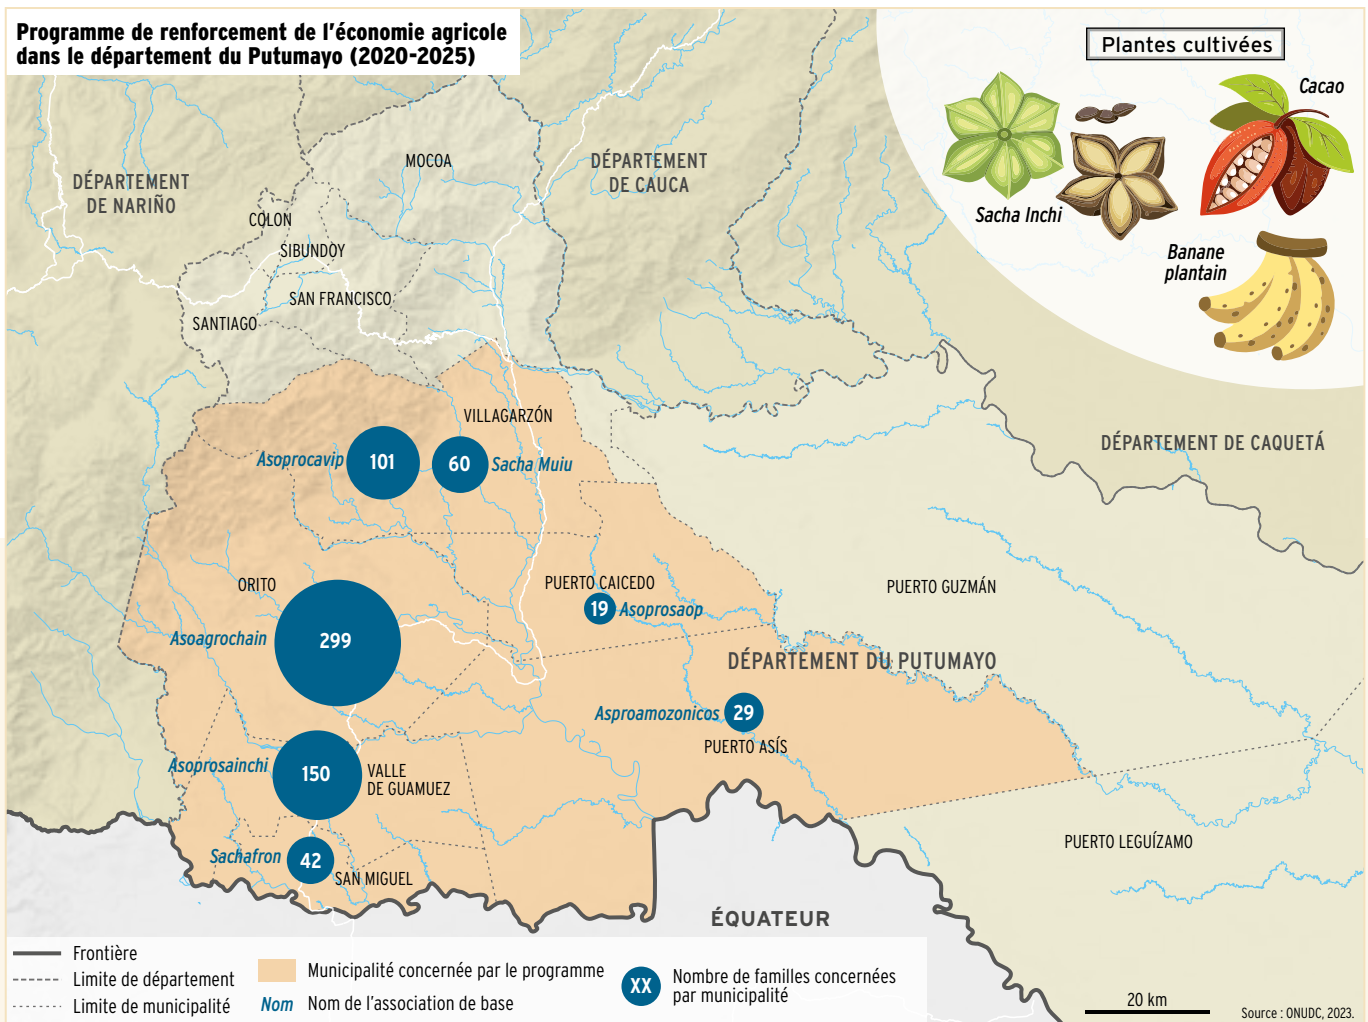 Programme de renforcement de l'économie agricole
dans le département du Putumayo (2020-2025)
Plantes cultivées
Cacao
Sacha Inchi
Banane
plantain
MOCOA
DÉPARTEMENT
DE CAUCA
DÉPARTEMENT
DE NARIÑO
COLON
SIBUNDOY
SAN FRANCISCO
SANTIAGO
VILLAGARZÓN
DÉPARTEMENT DE CAQUETÁ
Asoprocavip
101
60
Sacha Muiu
ORITO
PUERTO CAICEDO
PUERTO GUZMÁN
19
Asoprosaop
Asoagrochain
299
DÉPARTEMENT DU PUTUMAYO
Asproamozonicos
29
PUERTO ASÍS
Asoprosainchi
150
VALLE
DE GUAMUEZ
PUERTO LEGUÍZAMO
Sachafron
42
SAN MIGUEL
ÉQUATEUR
Frontière
Limite de département
Limite de municipalité
Municipalité concernée par le programme
Nom
Nom de l'association de base
XX
Nombre de familles concernées
par municipalité
20 km
Source : ONUDC, 2023.